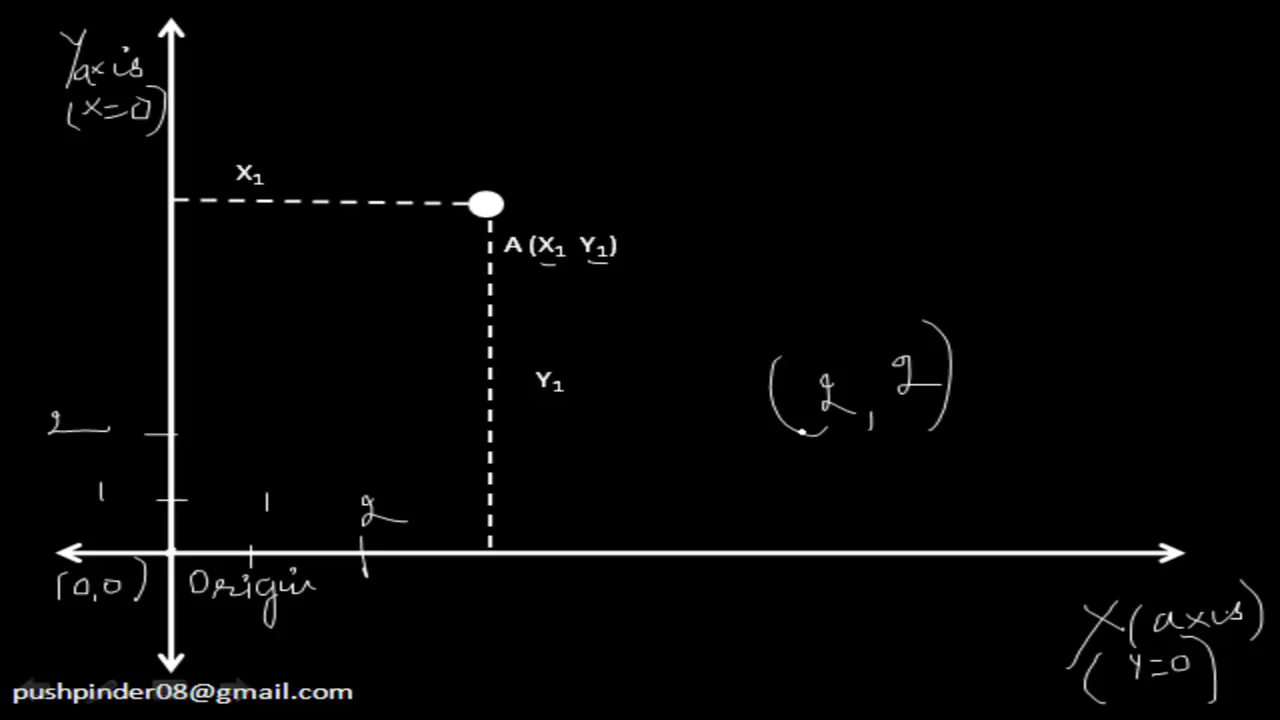 Y axis
(X=0)
X₁
A (X₁ Y₁)
Y₁
(2, 2)
2
1
1
2
(0,0)
Origin
X (axis)
(Y=0)
pushpinder08@gmail.com